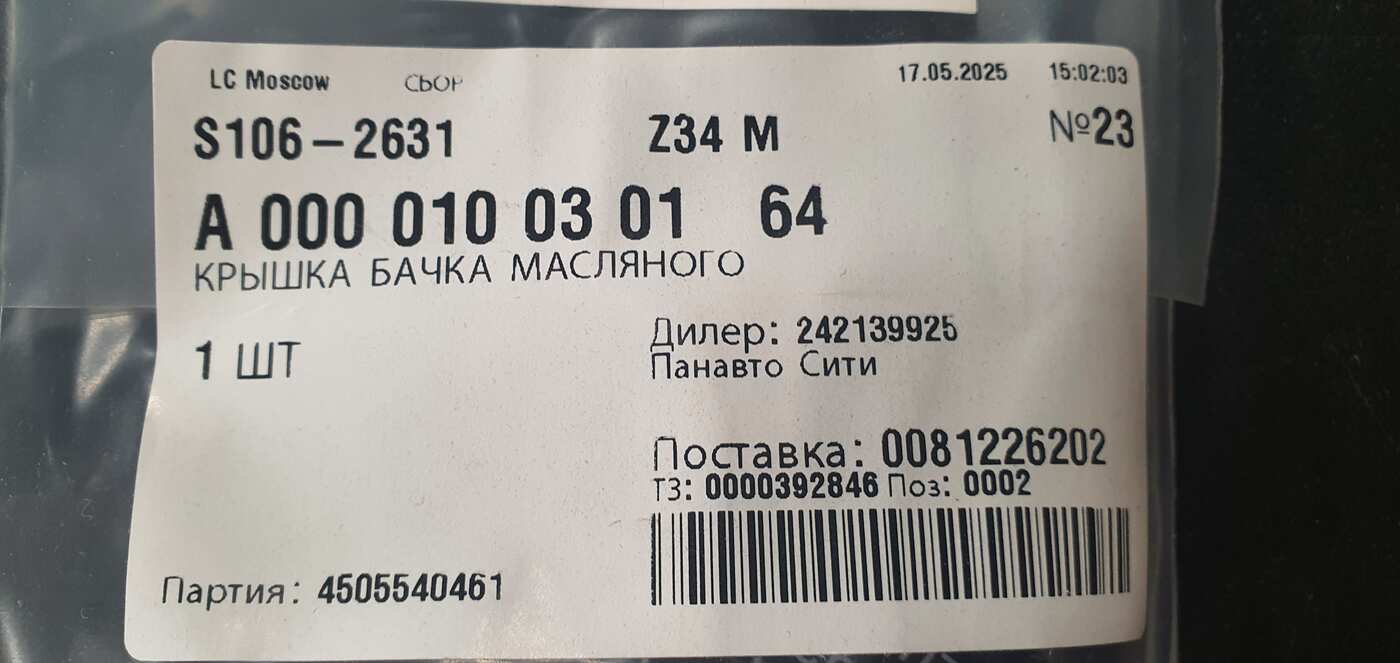 LC Moscow СБОР 17.05.2025 15:02:03
S106-2631 Z34 M №23
A 000 010 03 01 64
КРЫШКА БАЧКА МАСЛЯНОГО
1 ШТ
Дилер: 242139925
Панавто Сити
Поставка: 0081226202
ТЗ: 0000392846 Поз: 0002
Партия: 4505540461